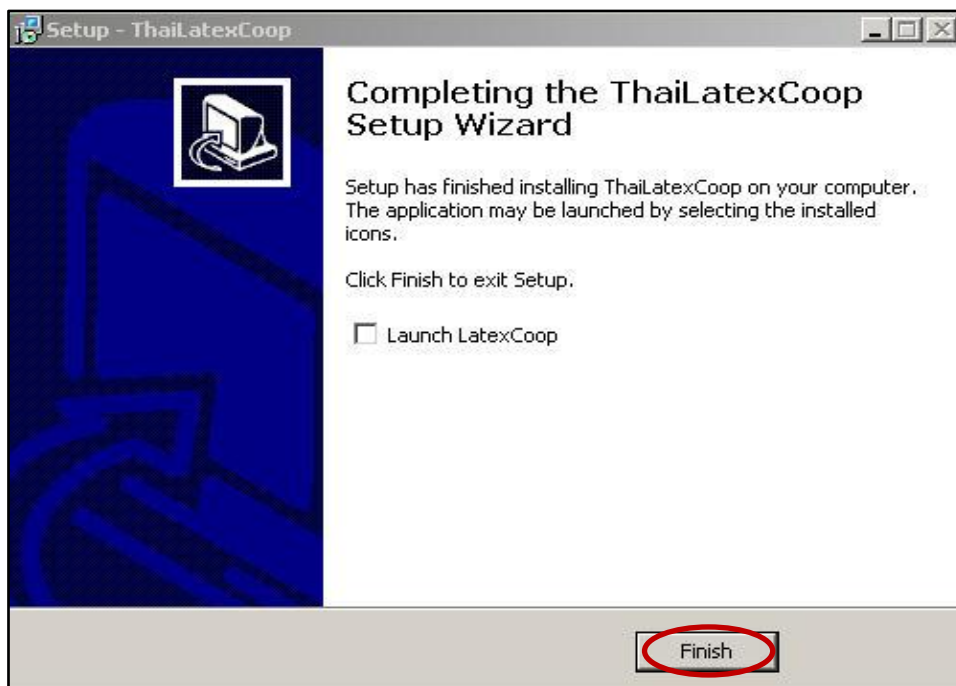 Setup - ThaiLatexCoop
Completing the ThaiLatexCoop
Setup Wizard
Setup has finished installing ThaiLatexCoop on your computer.
The application may be launched by selecting the installed
icons.
Click Finish to exit Setup.
Launch LatexCoop
Finish